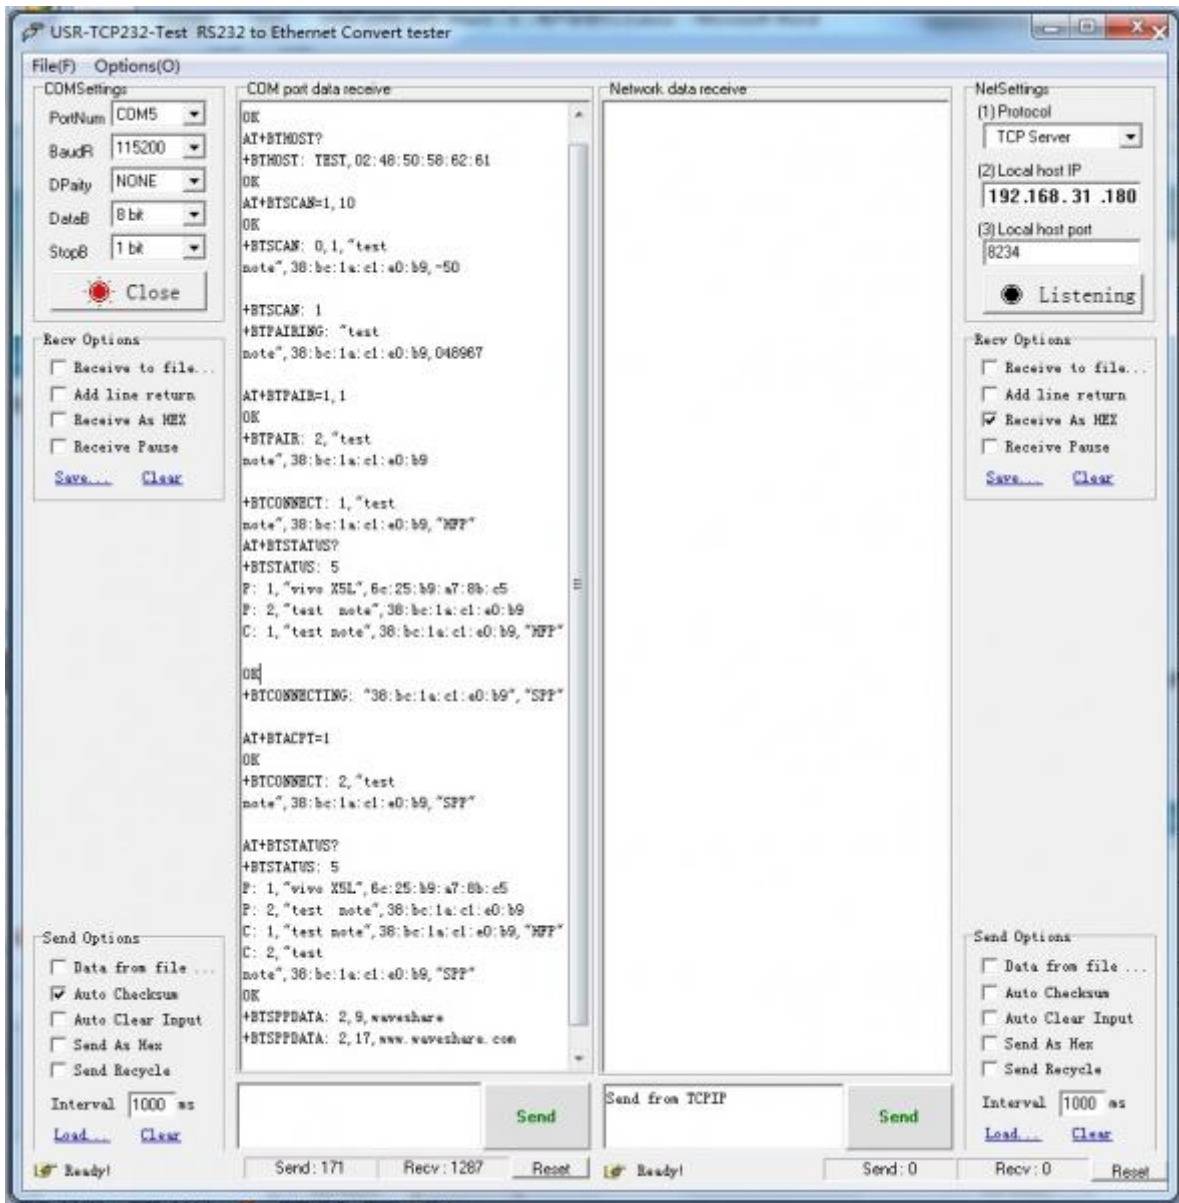 USR-TCP232-Test RS232 to Ethernet Convert tester
File(F) Options(O)
COMSettings
PortNum COM5
BaudR 115200
DPaity NONE
DataB 8 bit
StopB 1 bit
Close
Recv Options
Receive to file...
Add line return
Receive As HEX
Receive Pause
Save... Clear
Send Options
Data from file ...
Auto Checksum
Auto Clear Input
Send As Hex
Send Recycle
Interval 1000 ms
Load... Clear
Ready!
COM port data receive
OK
AT+BTHOST?
+BTHOST: TEST,02:48:50:58:62:61
OK
AT+BTSCAN=1,10
OK
+BTSCAN: 0,1,"test
note",38:bc:1a:c1:e0:b9,-50
+BTSCAN: 1
+BTPAIRING: "test
note",38:bc:1a:c1:e0:b9,048967
AT+BTPAIR=1,1
OK
+BTPAIR: 2,"test
note",38:bc:1a:c1:e0:b9
+BTCONNECT: 1,"test
note",38:bc:1a:c1:e0:b9,"HFP"
AT+BTSTATUS?
+BTSTATUS: 5
P: 1,"vivo X5L",6c:25:b9:a7:8b:c5
P: 2,"test note",38:bc:1a:c1:e0:b9
C: 1,"test note",38:bc:1a:c1:e0:b9,"HFP"
OK
+BTCONNECTING: "38:bc:1a:c1:e0:b9","SPP"
AT+BTACPT=1
OK
+BTCONNECT: 2,"test
note",38:bc:1a:c1:e0:b9,"SPP"
AT+BTSTATUS?
+BTSTATUS: 5
P: 1,"vivo X5L",6c:25:b9:a7:8b:c5
P: 2,"test note",38:bc:1a:c1:e0:b9
C: 1,"test note",38:bc:1a:c1:e0:b9,"HFP"
C: 2,"test
note",38:bc:1a:c1:e0:b9,"SPP"
OK
+BTSPPDATA: 2,9,waveshare
+BTSPPDATA: 2,17,www.waveshare.com
Send
Send : 171 Recv : 1287 Reset
Network data receive
Send from TCPIP
Send
Ready!
Send : 0 Recv : 0 Reset
NetSettings
(1) Protocol
TCP Server
(2) Local host IP
192.168. 31 .180
(3) Local host port
8234
Listening
Recv Options
Receive to file...
Add line return
Receive As HEX
Receive Pause
Save... Clear
Send Options
Data from file ...
Auto Checksum
Auto Clear Input
Send As Hex
Send Recycle
Interval 1000 ms
Load... Clear